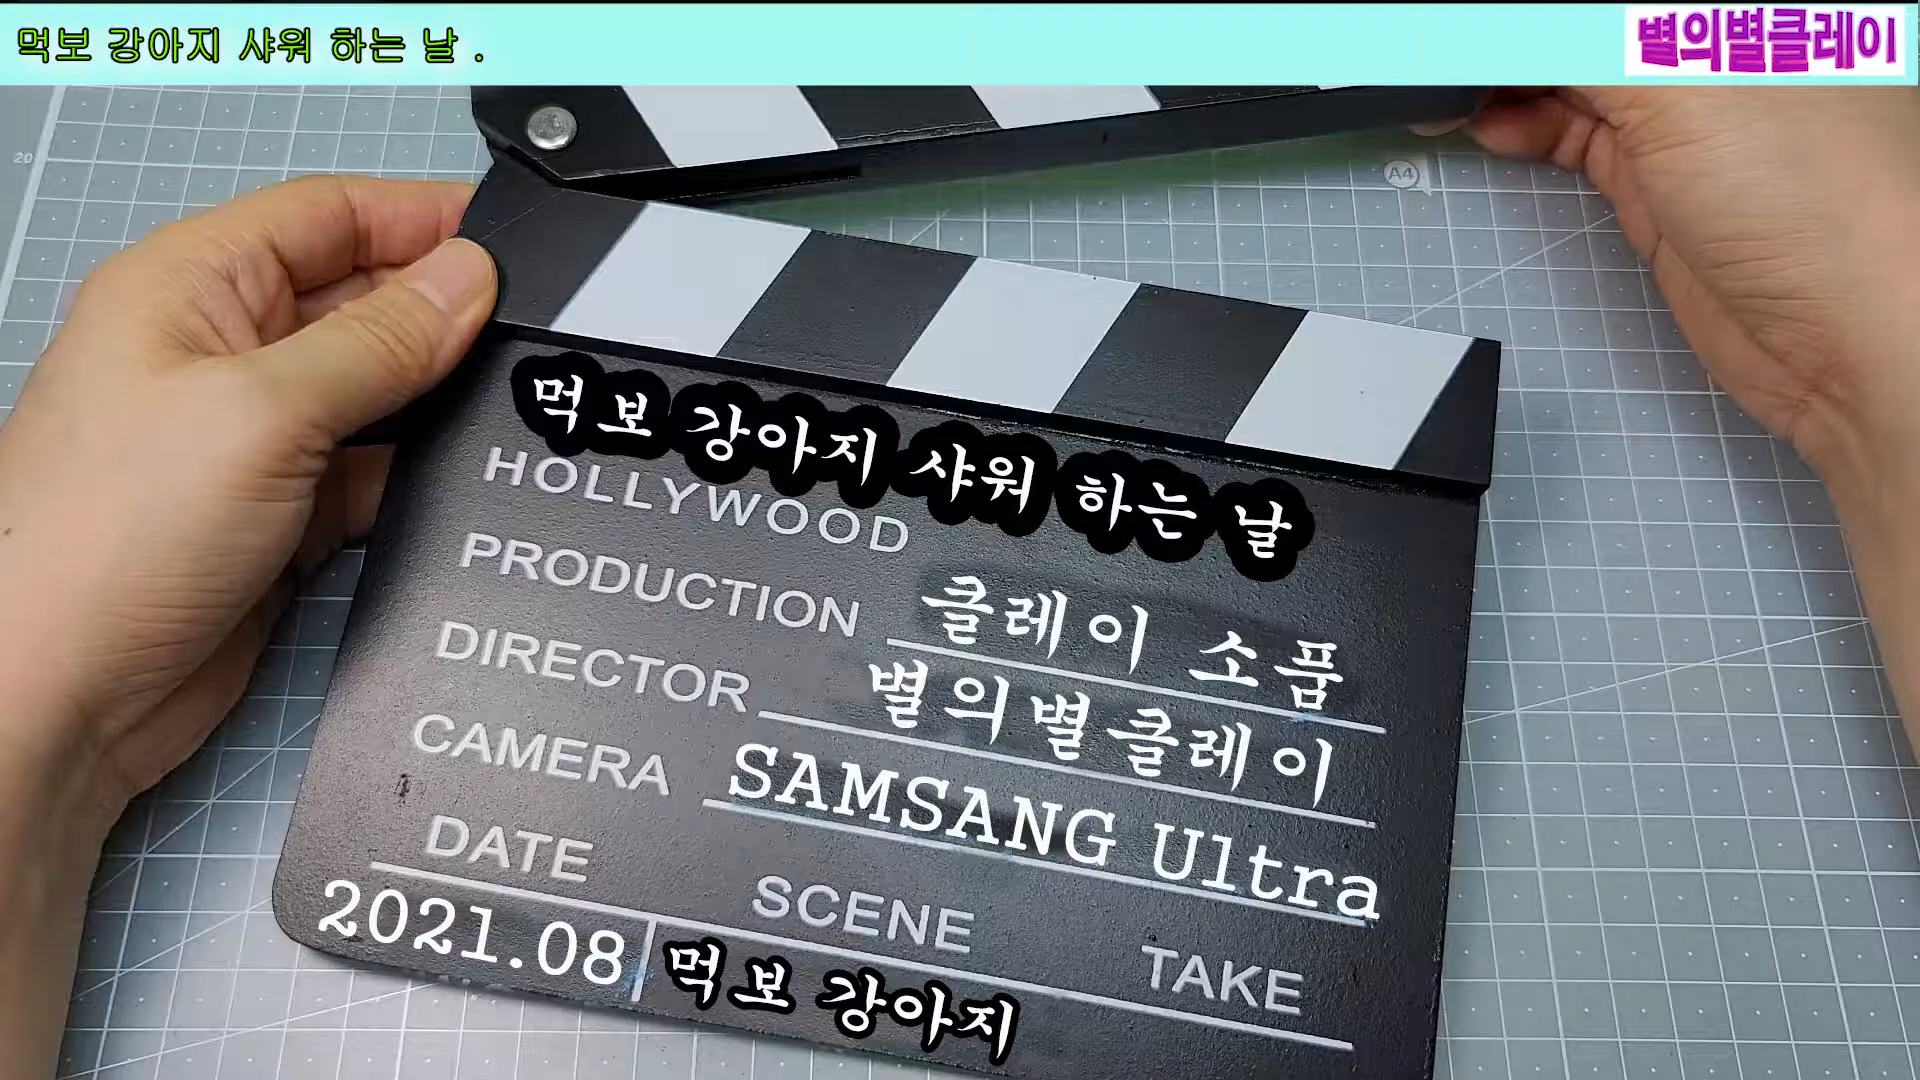 먹보 강아지 샤워 하는 날 .
별의별클레이
20
A4
먹보 강아지 샤워 하는 날
HOLLYWOOD
PRODUCTION 클레이 소품
DIRECTOR 별의별클레이
CAMERA SAMSANG Ultra
DATE SCENE TAKE
2021.08 먹보 강아지